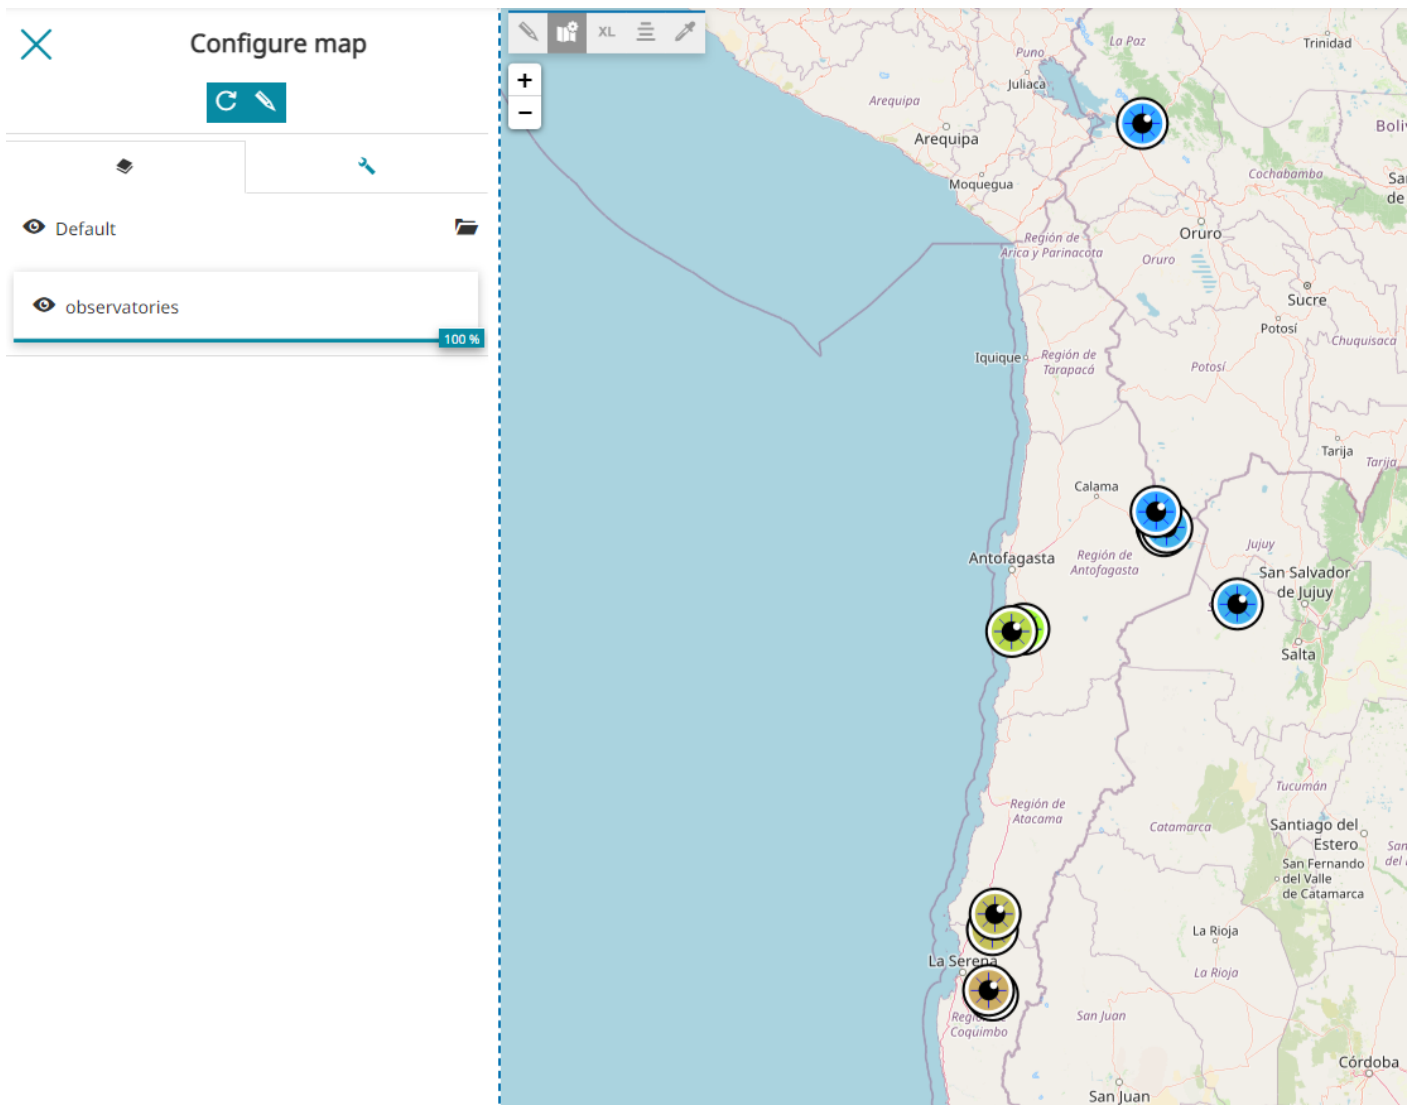 Configure map
Default
observatories
100 %
XL
+
−
La Paz
Trinidad
Puno
Juliaca
Arequipa
Arequipa
Boli
Moquegua
Cochabamba
Sa
de
Oruro
Región de
Arica y Parinacota
Oruro
Sucre
Potosí
Chuquisaca
Iquique
Región de
Tarapacá
Potosí
Tarija
Tarija
Calama
Antofagasta
Región de
Antofagasta
Jujuy
San Salvador
de Jujuy
Salta
Región de
Atacama
Tucumán
Catamarca
Santiago del
Estero
San
del
San Fernando
del Valle
de Catamarca
La Rioja
La Serena
La Rioja
Coquimbo
San Juan
Córdoba
San Juan